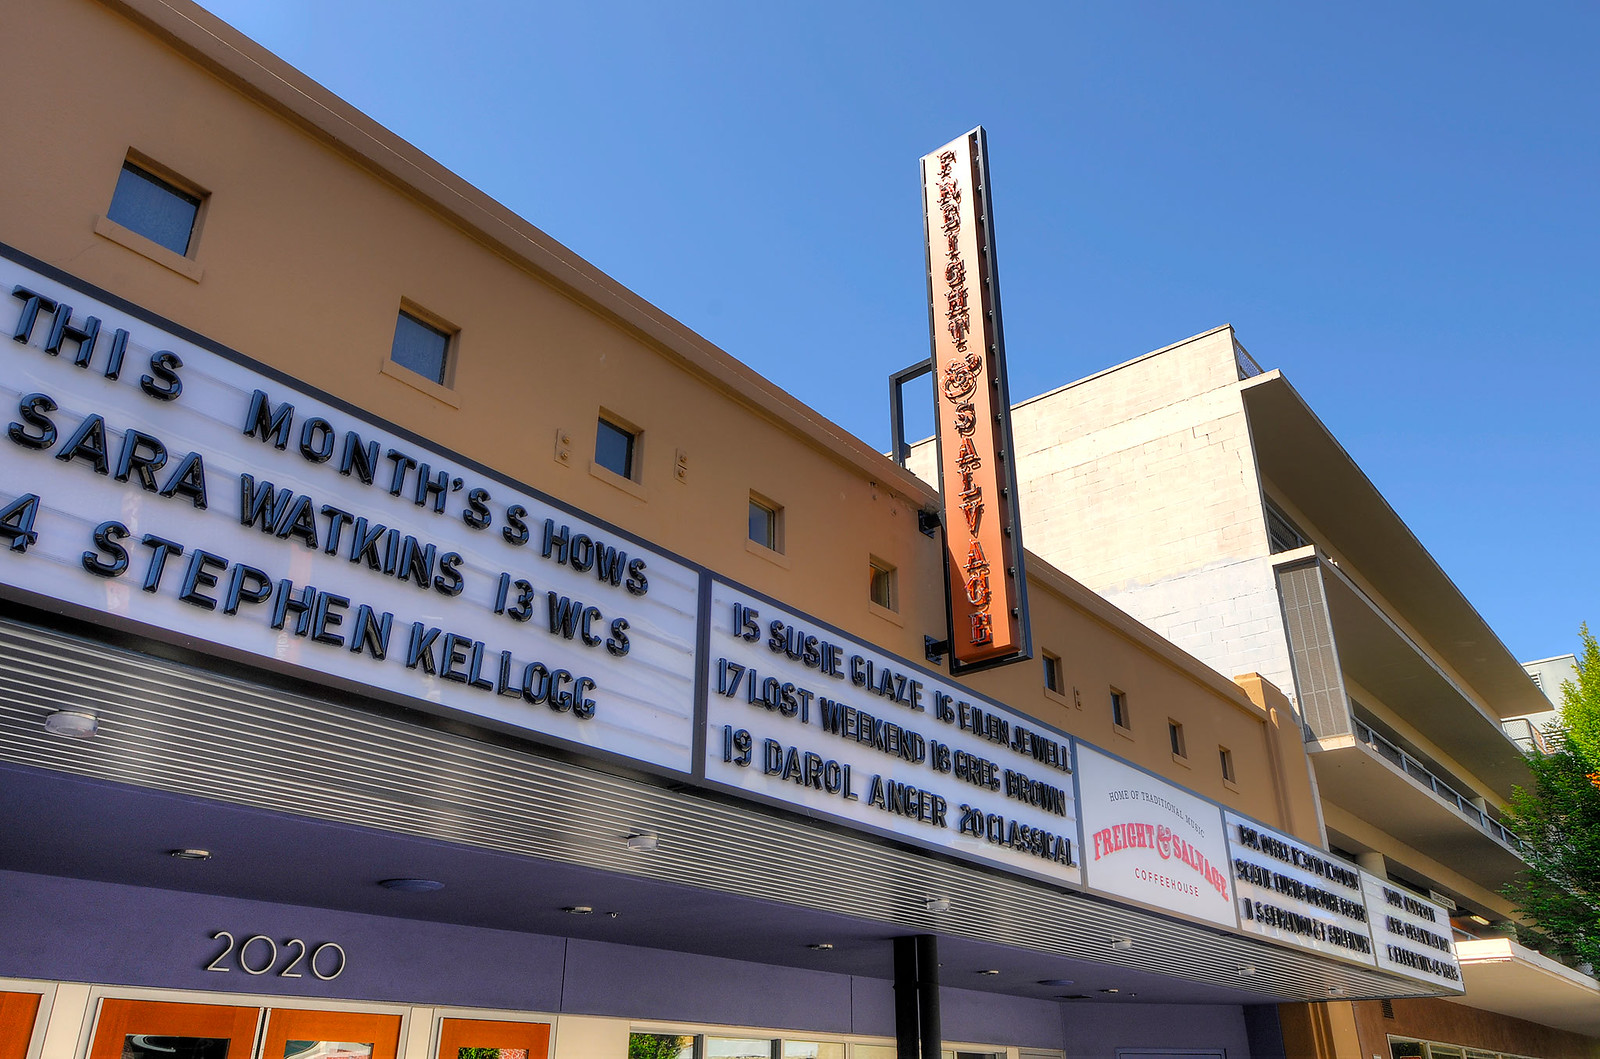 THIS MONTH'S SHOWS
SARA WATKINS 13 WCS
4 STEPHEN KELLOGG
15 SUSIE GLAZE 16 EILEN JEWELL
17 LOST WEEKEND 18 GREG BROWN
19 DAROL ANGER 20 CLASSICAL
FREIGHT & SALVAGE
HOME OF TRADITIONAL MUSIC
FREIGHT & SALVAGE
COFFEEHOUSE
2020